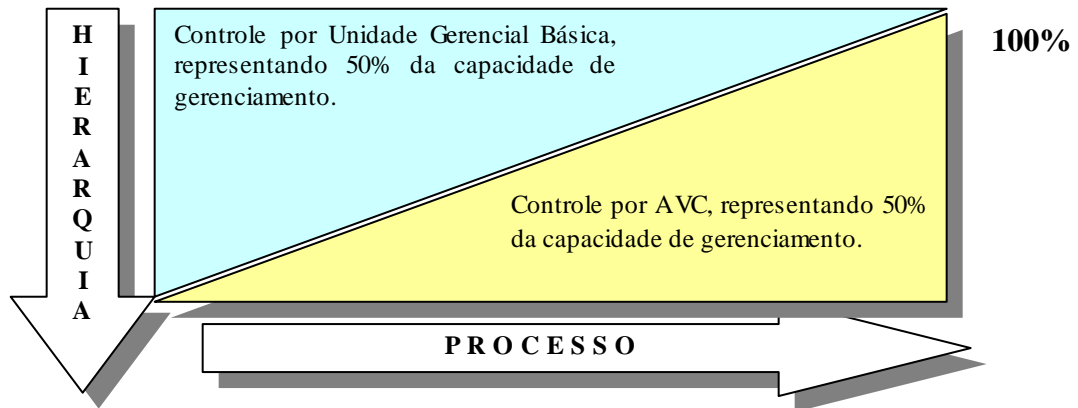 HIERARQUIA
Controle por Unidade Gerencial Básica,
representando 50% da capacidade de
gerenciamento.
100%
Controle por AVC, representando 50%
da capacidade de gerenciamento.
PROCESSO